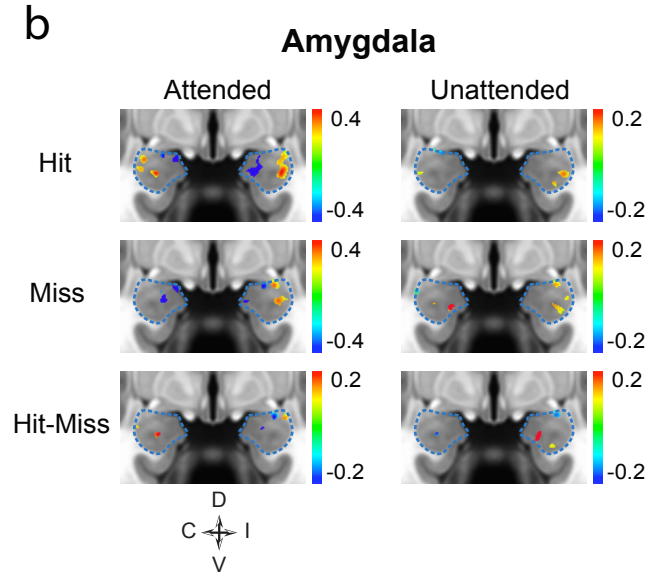 b
Amygdala
Attended Unattended
0.4 0.2
Hit
-0.4 -0.2
0.4 0.2
Miss
-0.4 -0.2
0.2 0.2
Hit-Miss
-0.2 -0.2
D
C I
V